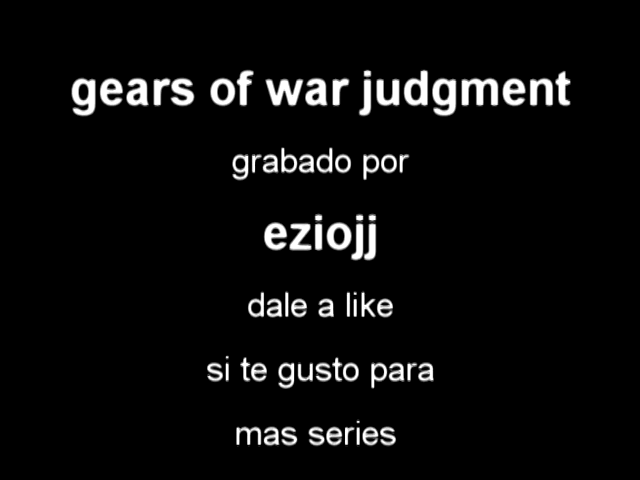 gears of war judgment
grabado por
eziojj
dale a like
si te gusto para
mas series